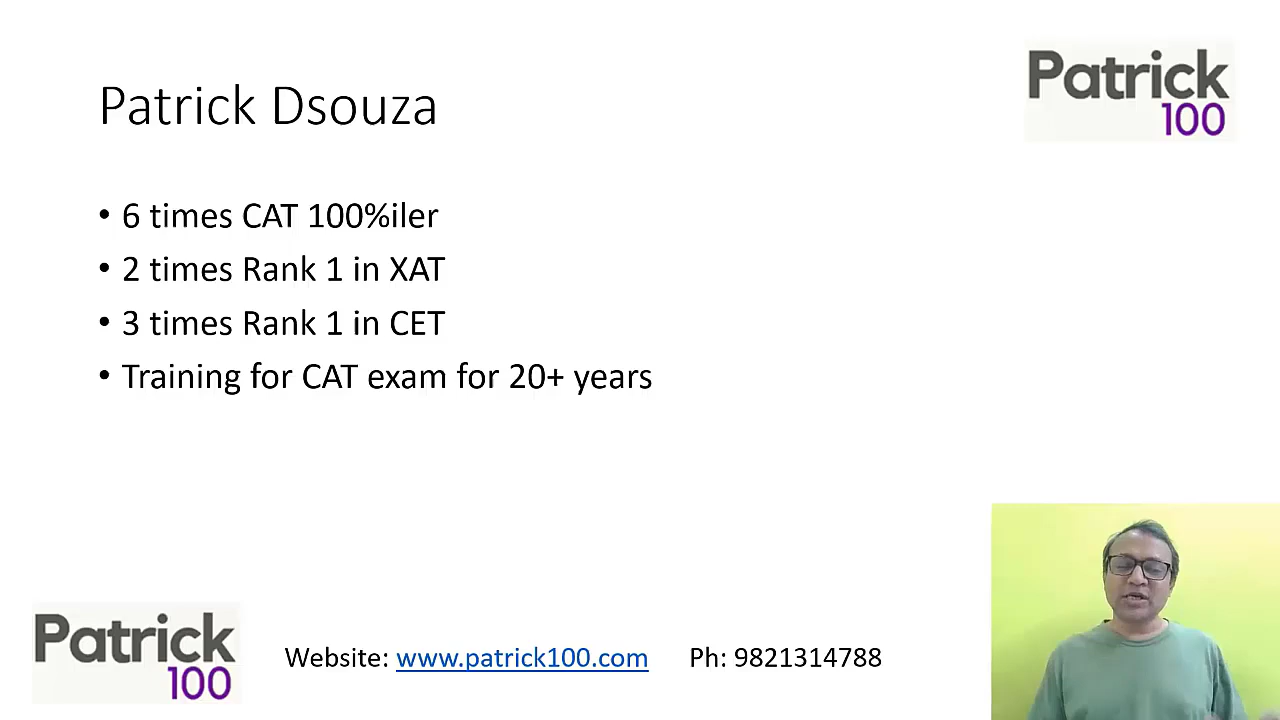 Patrick
100
Patrick Dsouza
• 6 times CAT 100%iler
• 2 times Rank 1 in XAT
• 3 times Rank 1 in CET
• Training for CAT exam for 20+ years
Patrick
100
Website: www.patrick100.com Ph: 9821314788